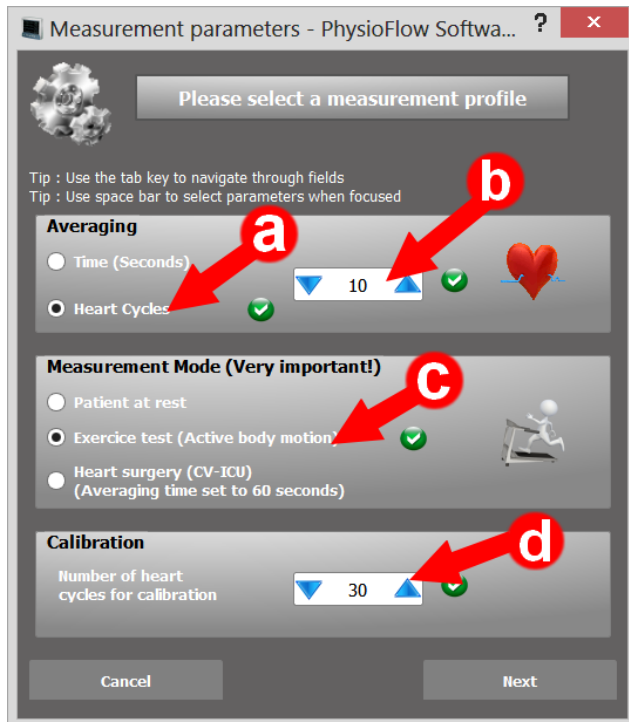 Measurement parameters - PhysioFlow Softwa... ? ×
Please select a measurement profile
Tip : Use the tab key to navigate through fields
Tip : Use space bar to select parameters when focused
b
a
Averaging
Time (Seconds)
10
Heart Cycles
Measurement Mode (Very important!)
c
Patient at rest
Exercice test (Active body motion)
Heart surgery (CV-ICU)
(Averaging time set to 60 seconds)
d
Calibration
Number of heart
cycles for calibration
30
Cancel
Next